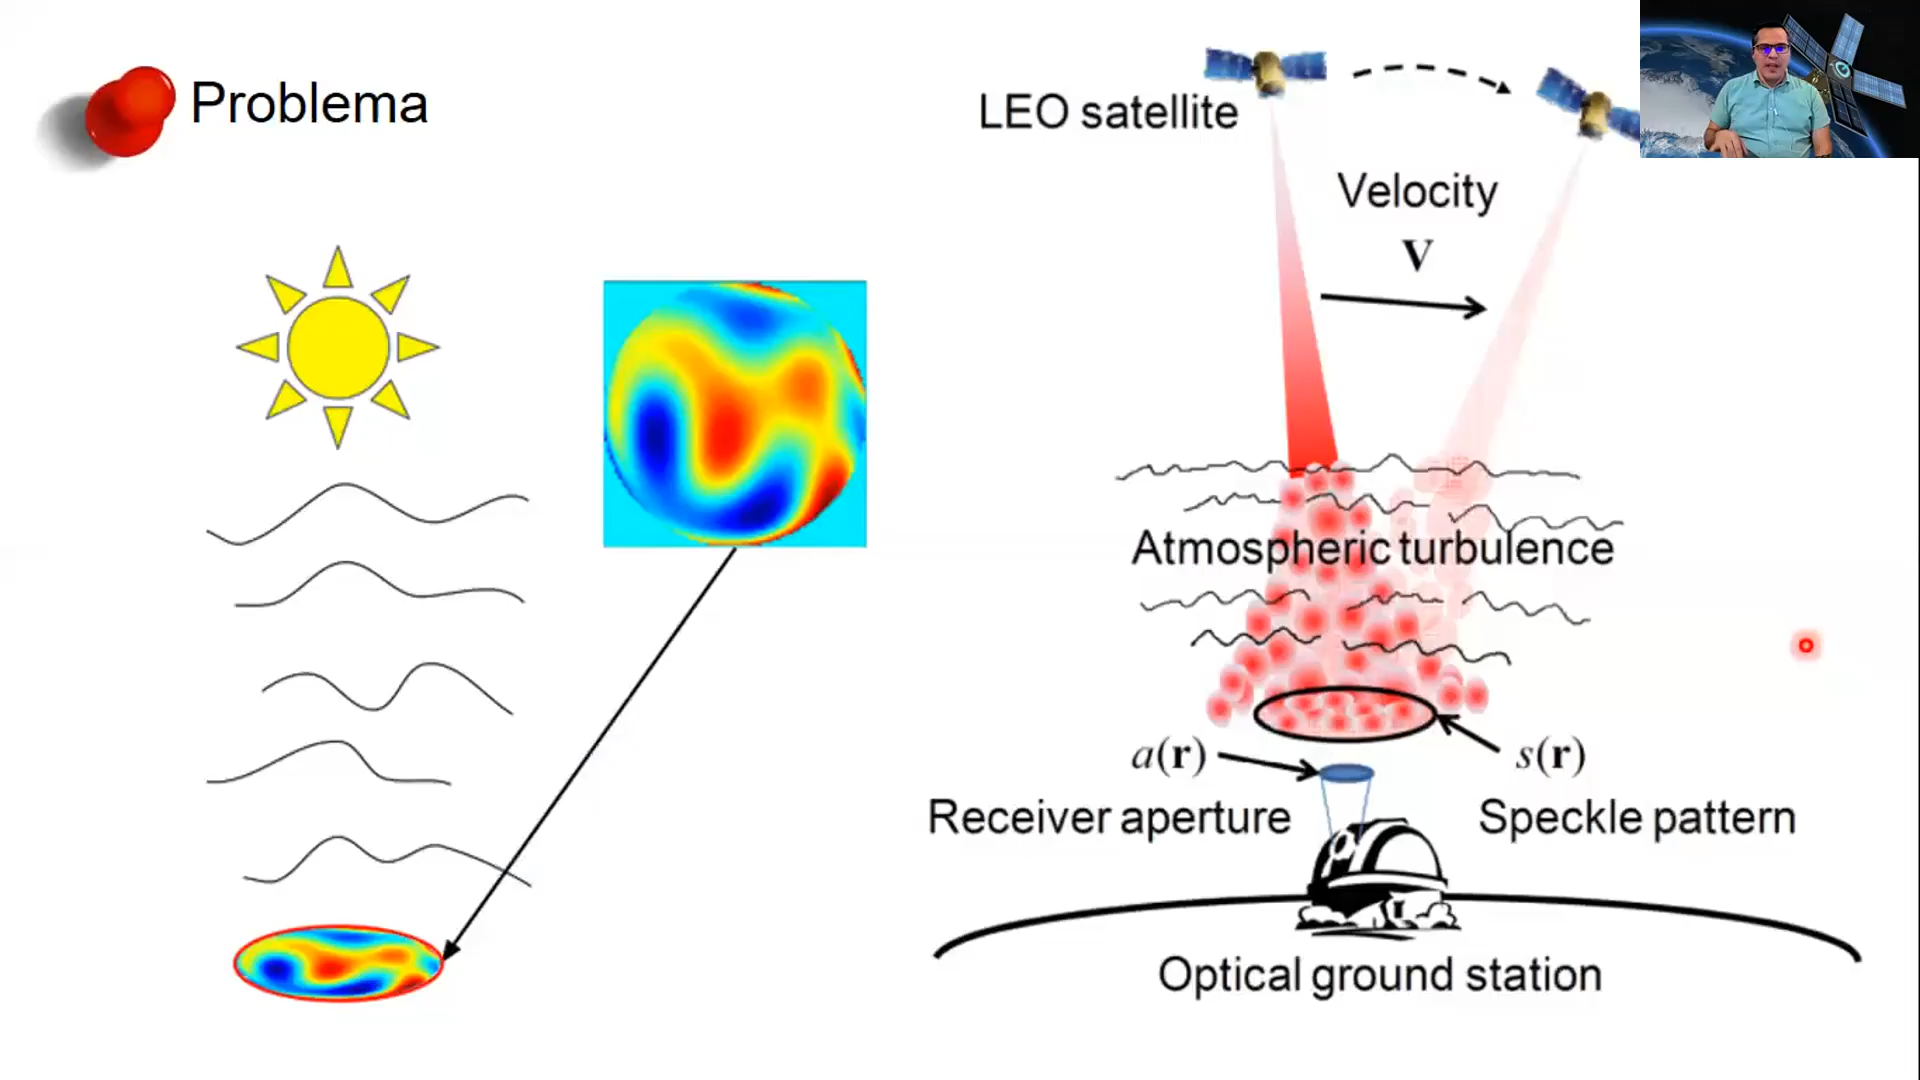 Problema
LEO satellite
Velocity
V
Atmospheric turbulence
a(r)
s(r)
Receiver aperture
Speckle pattern
Optical ground station